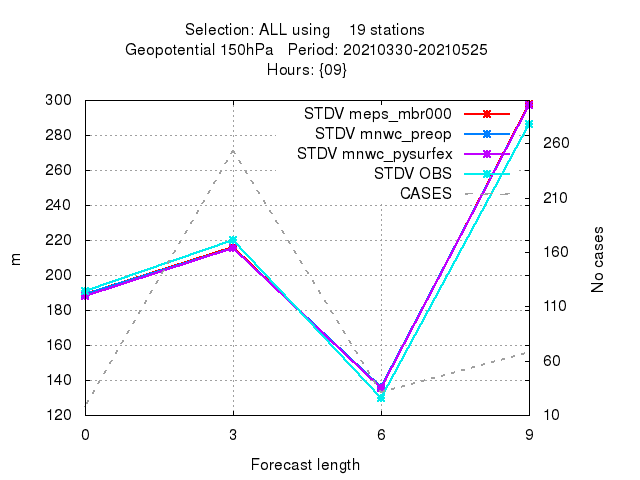 Selection: ALL using 19 stations
Geopotential 150hPa Period: 20210330-20210525
Hours: {09}
STDV meps_mbr000
STDV mnwc_preop
STDV mnwc_pysurfex
STDV OBS
CASES
300
280
260
240
220
200
180
160
140
120
m
260
210
160
110
60
10
No cases
0 3 6 9
Forecast length